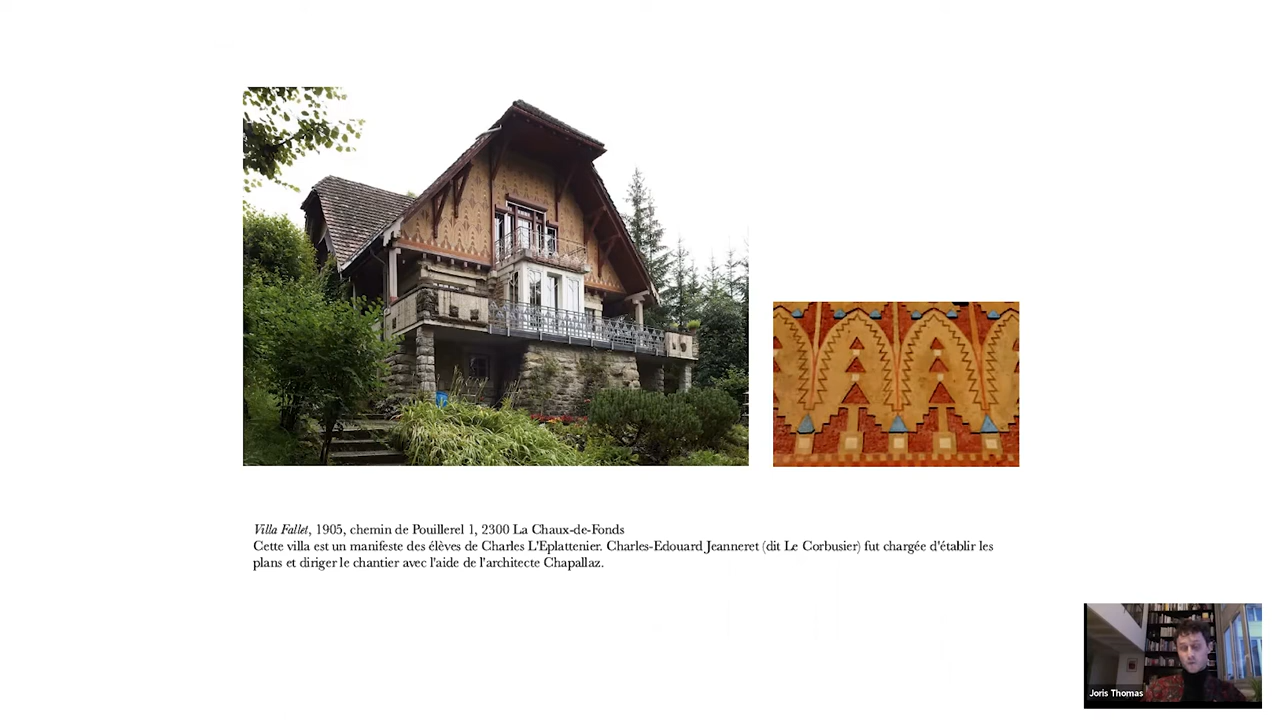 Villa Fallet, 1905, chemin de Pouillerel 1, 2300 La Chaux-de-Fonds
Cette villa est un manifeste des élèves de Charles L'Eplattenier. Charles-Edouard Jeanneret (dit Le Corbusier) fut chargée d'établir les
plans et diriger le chantier avec l'aide de l'architecte Chapallaz.
Joris Thomas